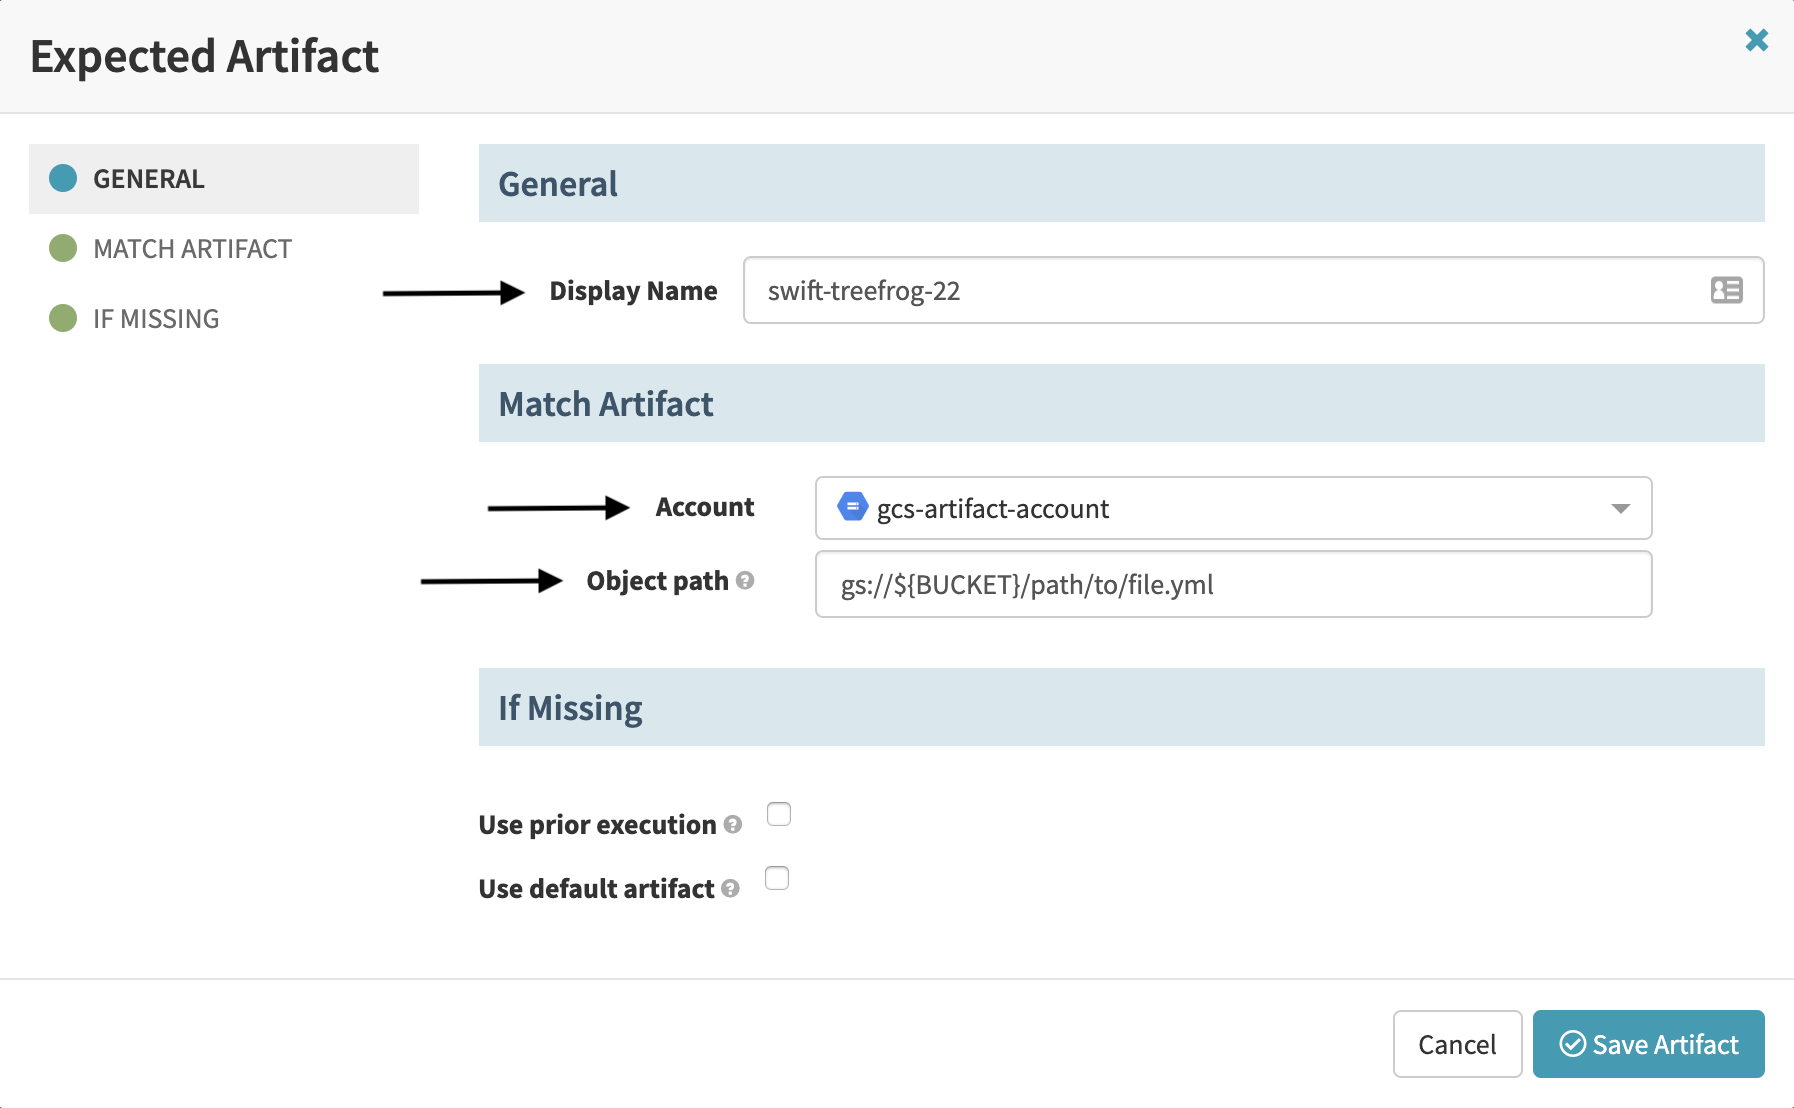 Expected Artifact
GENERAL
MATCH ARTIFACT
IF MISSING
General
Display Name swift-treefrog-22
Match Artifact
Account gcs-artifact-account
Object path gs://${BUCKET}/path/to/file.yml
If Missing
Use prior execution
Use default artifact
Cancel Save Artifact